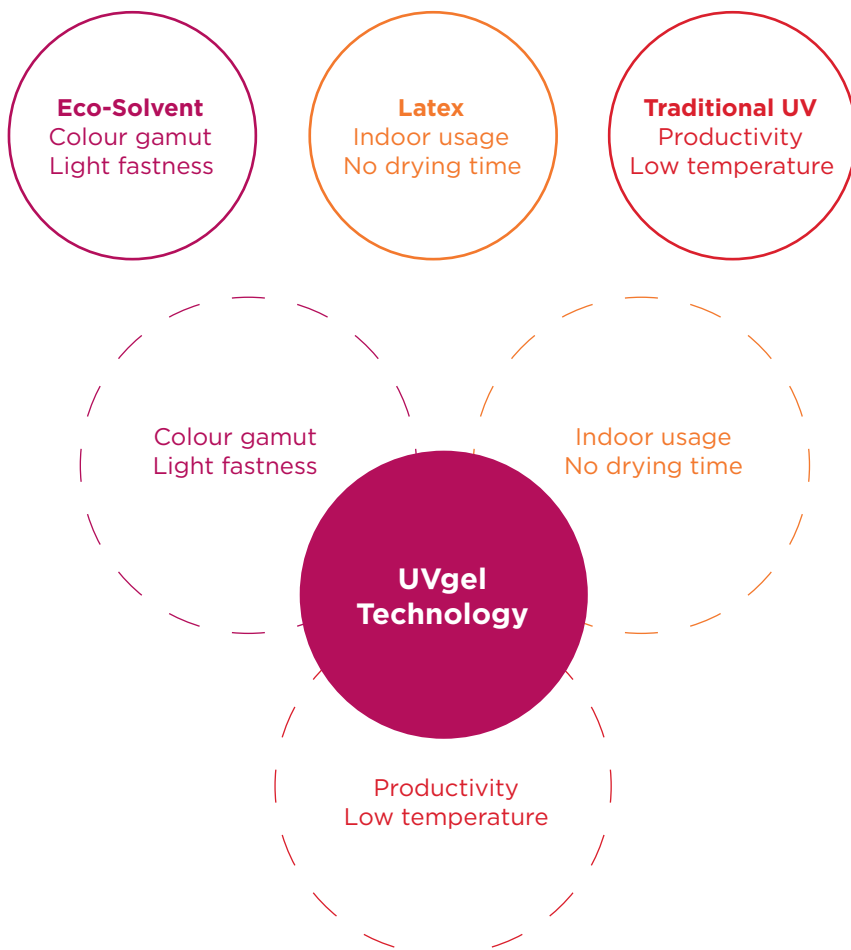 Eco-Solvent
Colour gamut
Light fastness
Latex
Indoor usage
No drying time
Traditional UV
Productivity
Low temperature
Colour gamut
Light fastness
Indoor usage
No drying time
UVgel
Technology
Productivity
Low temperature